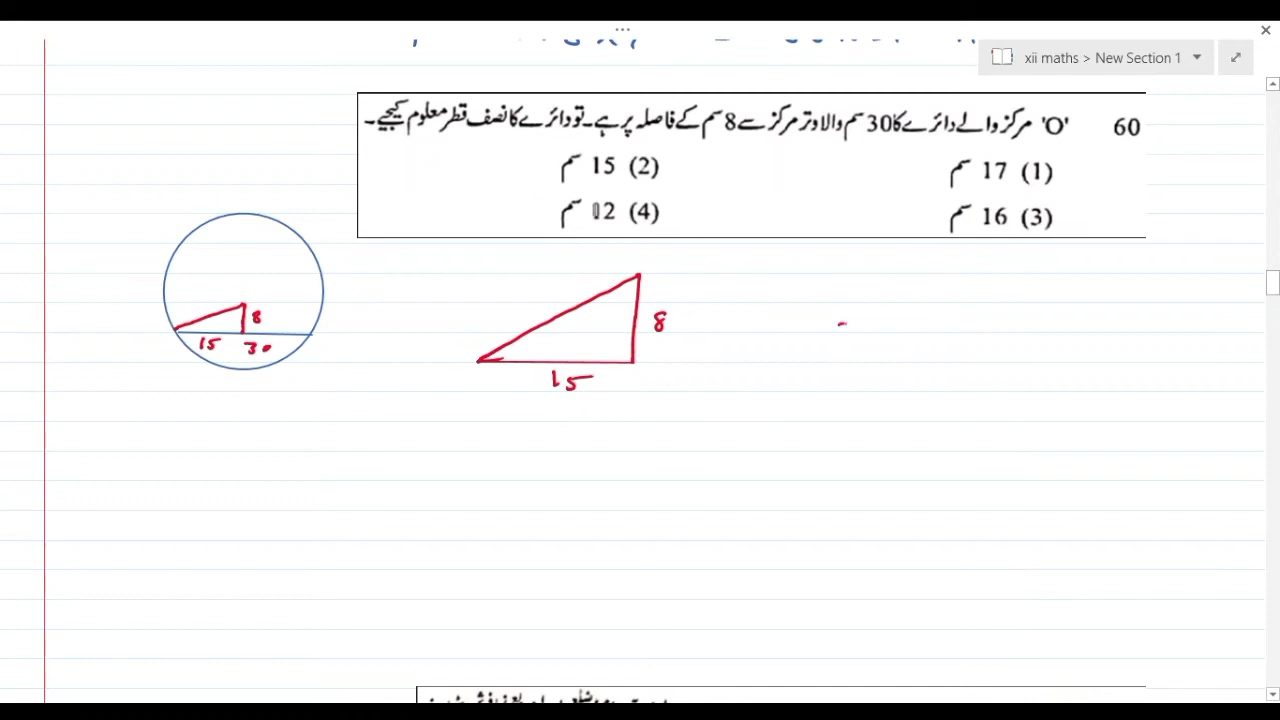 xii maths > New Section 1
60 'O' مرکز والے دائرے کا 30 سم والا وتر مرکز سے 8 سم کے فاصلہ پر ہے۔ تو دائرے کا نصف قطر معلوم کیجیے۔
(1) 17 سم (2) 15 سم
(3) 16 سم (4) 02 سم
8
15 30
8
15